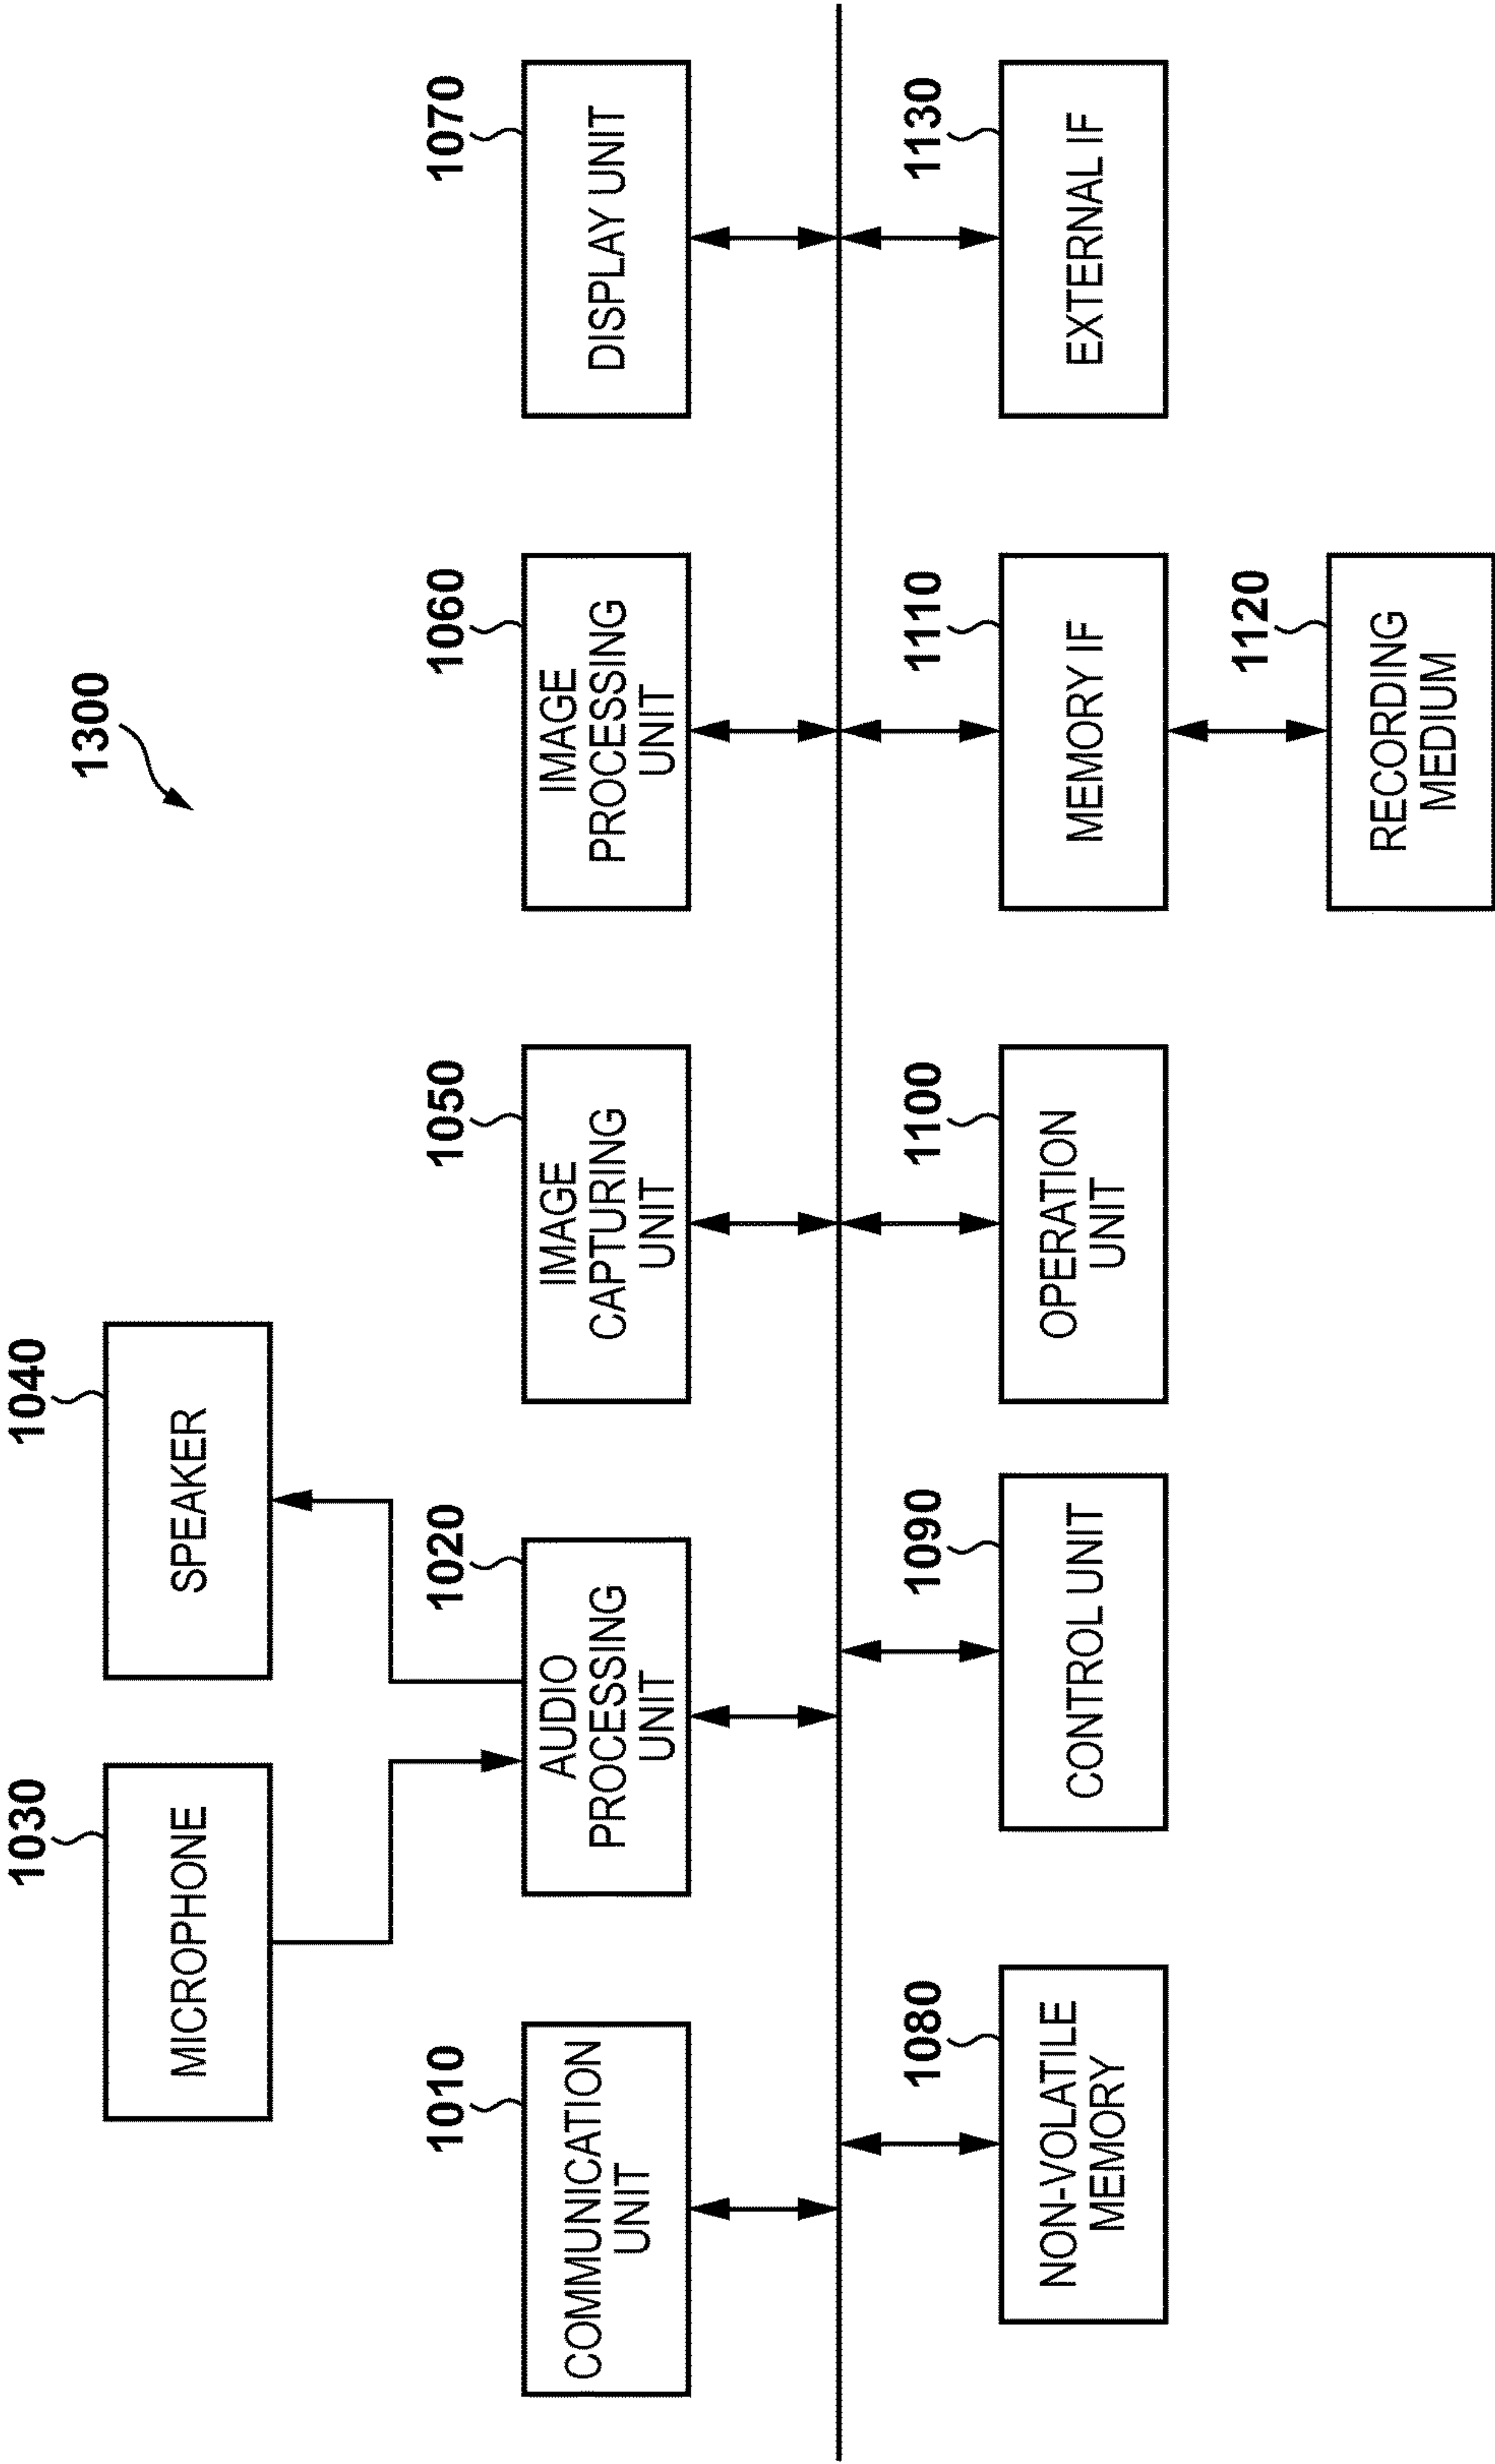 1300
1030
MICROPHONE
1040
SPEAKER
1010
COMMUNICATION
UNIT
1020
AUDIO
PROCESSING
UNIT
1050
IMAGE
CAPTURING
UNIT
1060
IMAGE
PROCESSING
UNIT
1070
DISPLAY UNIT
1080
NON-VOLATILE
MEMORY
1090
CONTROL UNIT
1100
OPERATION
UNIT
1110
MEMORY IF
1130
EXTERNAL IF
1120
RECORDING
MEDIUM